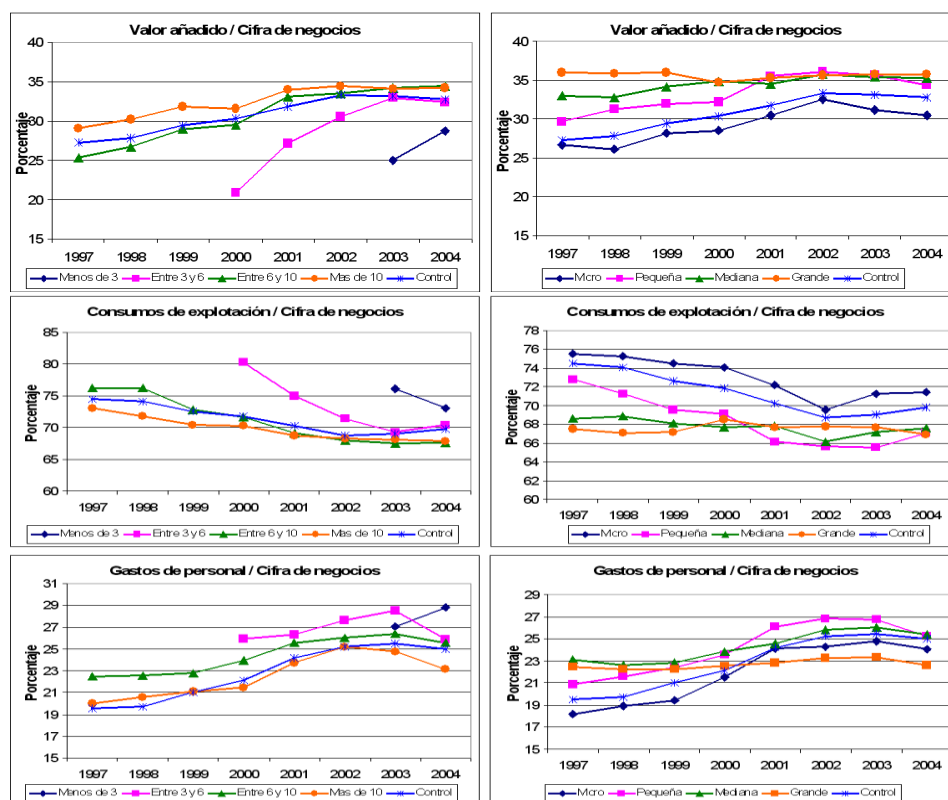 Valor añadido / Cifra de negocios
Porcentaje
40
35
30
25
20
15
1997 1998 1999 2000 2001 2002 2003 2004
Menos de 3 Entre 3 y 6 Entre 6 y 10 Mas de 10 Control
Valor añadido / Cifra de negocios
Porcentaje
40
35
30
25
20
15
1997 1998 1999 2000 2001 2002 2003 2004
Mcro Pequeña Mediana Grande Control
Consumos de explotación / Cifra de negocios
Porcentaje
85
80
75
70
65
60
1997 1998 1999 2000 2001 2002 2003 2004
Menos de 3 Entre 3 y 6 Entre 6 y 10 Mas de 10 Control
Consumos de explotación / Cifra de negocios
Porcentaje
78
76
74
72
70
68
66
64
62
60
1997 1998 1999 2000 2001 2002 2003 2004
Mcro Pequeña Mediana Grande Control
Gastos de personal / Cifra de negocios
Porcentaje
31
29
27
25
23
21
19
17
15
1997 1998 1999 2000 2001 2002 2003 2004
Menos de 3 Entre 3 y 6 Entre 6 y 10 Mas de 10 Control
Gastos de personal / Cifra de negocios
Porcentaje
29
27
25
23
21
19
17
15
1997 1998 1999 2000 2001 2002 2003 2004
Mcro Pequeña Mediana Grande Control